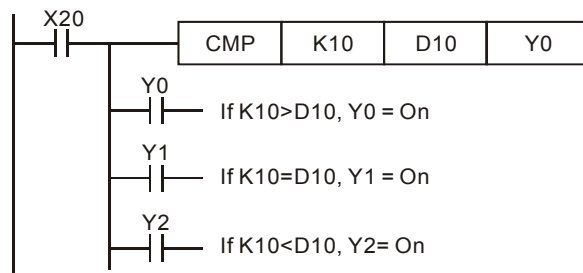 X20
CMP K10 D10 Y0
Y0
If K10>D10, Y0 = On
Y1
If K10=D10, Y1 = On
Y2
If K10<D10, Y2= On